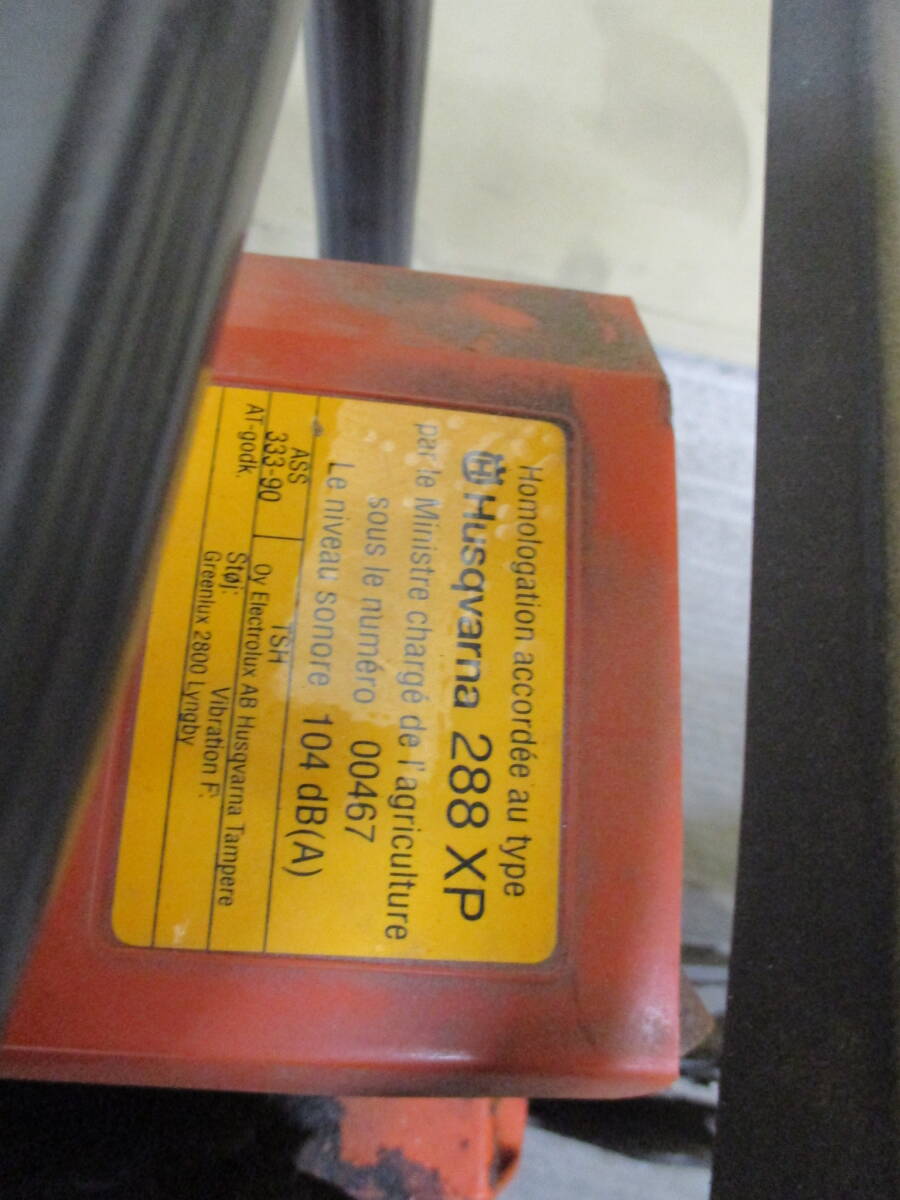 Homologation accordée au type
Husqvarna 288 XP
par le Ministre chargé de l'agriculture
sous le numéro 00467
Le niveau sonore 104 dB(A)
ASS TSH
333-90 Oy Electrolux AB Husqvarna Tampere
AT-godk. Støj: Vibration F:
Greenlux 2800 Lyngby